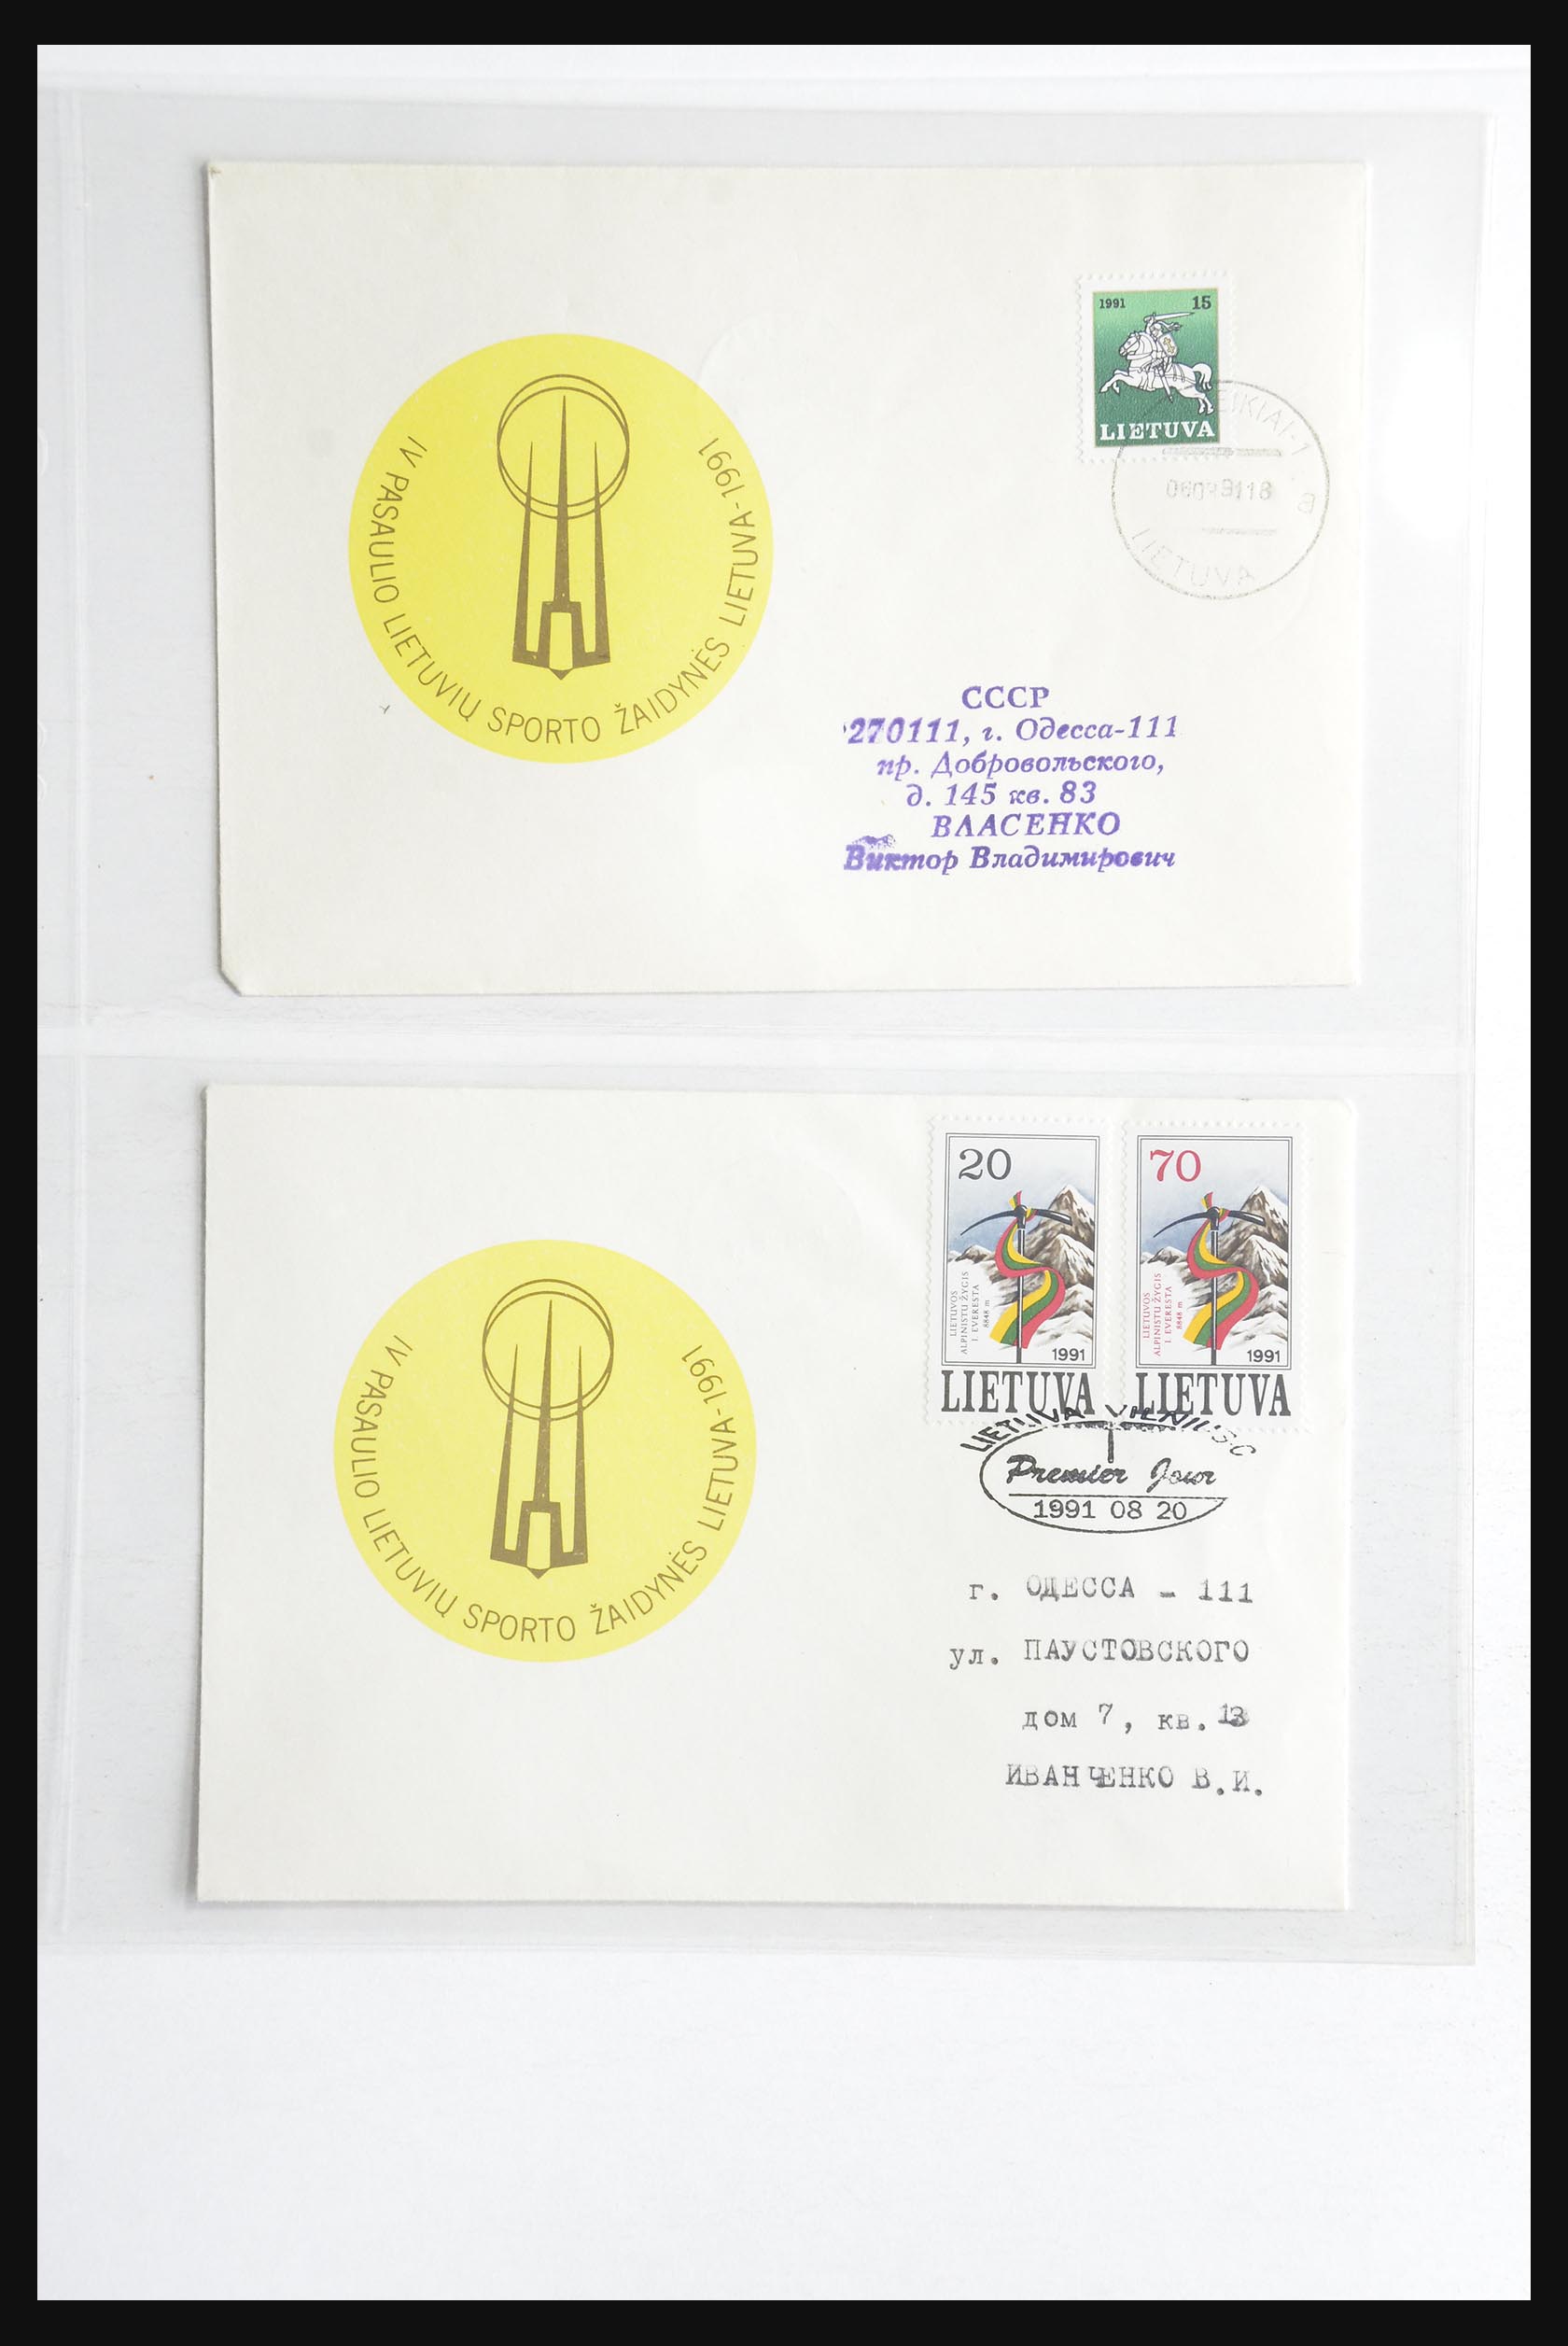 1991 15
LIETUVA
LIETUVA
IV PASAULIO LIETUVIŲ SPORTO ŽAIDYNĖS LIETUVA-1991
СССР
270111, г. Одесса-111
пр. Добровольского,
д. 145 кв. 83
ВЛАСЕНКО
Виктор Владимирович
20
LIETUVOS
ALPINISTŲ ŽYGIS
Į EVERESTĄ
8848 m
1991
LIETUVA
70
LIETUVOS
ALPINISTŲ ŽYGIS
Į EVERESTĄ
8848 m
1991
LIETUVA
LIETUVA VILNIUS-C
Premier Jour
1991 08 20
IV PASAULIO LIETUVIŲ SPORTO ŽAIDYNĖS LIETUVA-1991
г. ОДЕССА - 111
ул. ПАУСТОВСКОГО
дом 7, кв. 13
ИВАНЧЕНКО В.И.